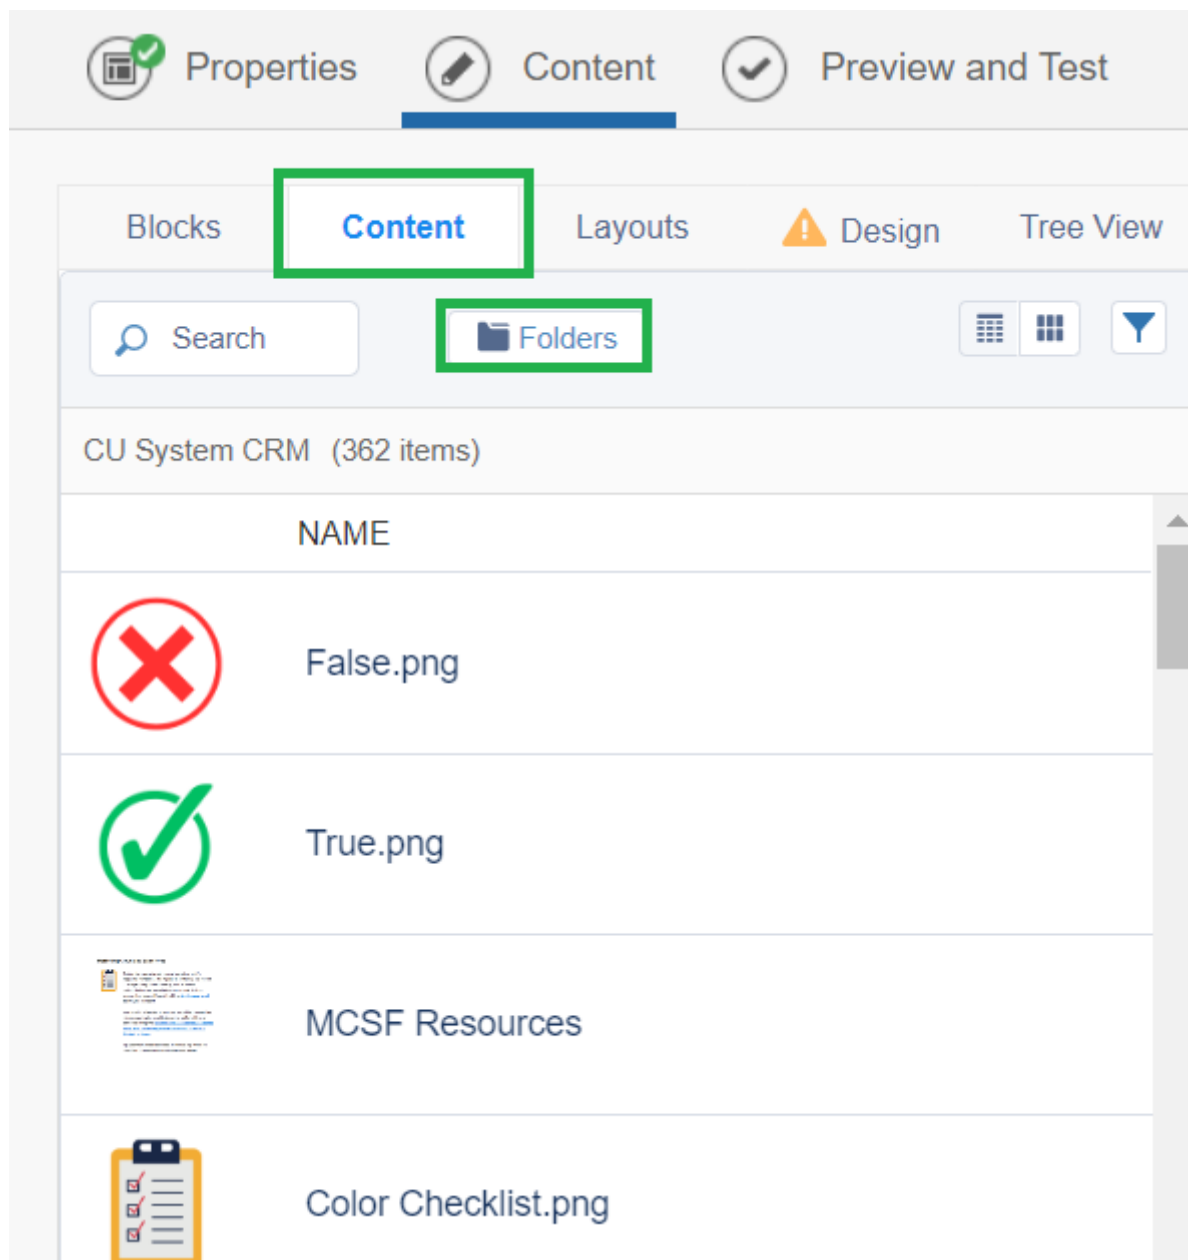 Properties Content Preview and Test
Blocks Content Layouts Design Tree View
Search Folders
CU System CRM (362 items)
NAME
False.png
True.png
MCSF Resources
Color Checklist.png